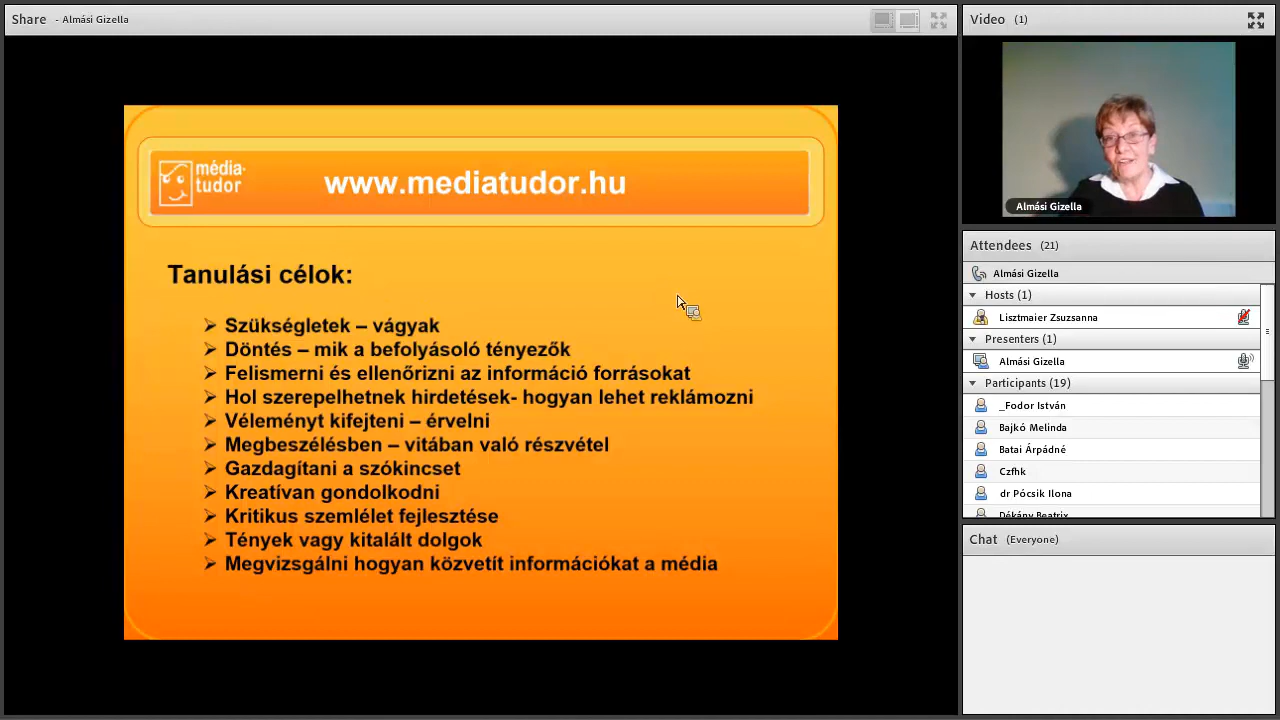 Share - Almási Gizella
média-
tudor
www.mediatudor.hu
Tanulási célok:
Szükségletek – vágyak
Döntés – mik a befolyásoló tényezők
Felismerni és ellenőrizni az információ forrásokat
Hol szerepelhetnek hirdetések- hogyan lehet reklámozni
Véleményt kifejteni – érvelni
Megbeszélésben – vitában való részvétel
Gazdagítani a szókincset
Kreatívan gondolkodni
Kritikus szemlélet fejlesztése
Tények vagy kitalált dolgok
Megvizsgálni hogyan közvetít információkat a média
Video (1)
Almási Gizella
Attendees (21)
Almási Gizella
Hosts (1)
Lisztmaier Zsuzsanna
Presenters (1)
Almási Gizella
Participants (19)
_Fodor István
Bajkó Melinda
Batai Árpádné
Czfhk
dr Pócsik Ilona
Dékány Beatrix
Chat (Everyone)